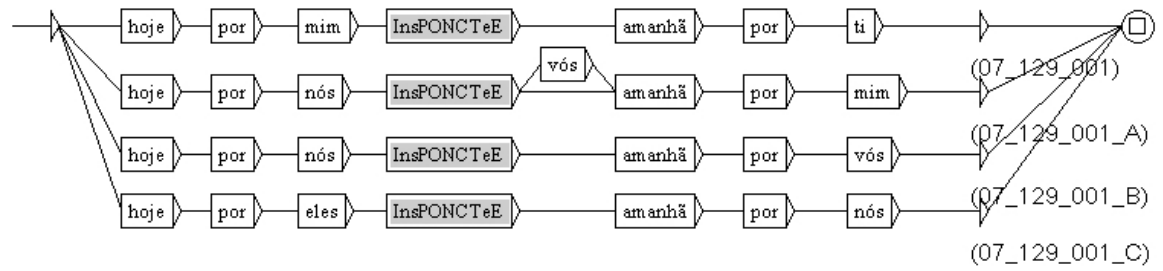 hoje por mim InsPONCTeE amanhã por ti
(07_129_001)
vós
hoje por nós InsPONCTeE amanhã por mim
(07_129_001_A)
hoje por nós InsPONCTeE amanhã por vós
(07_129_001_B)
hoje por eles InsPONCTeE amanhã por nós
(07_129_001_C)